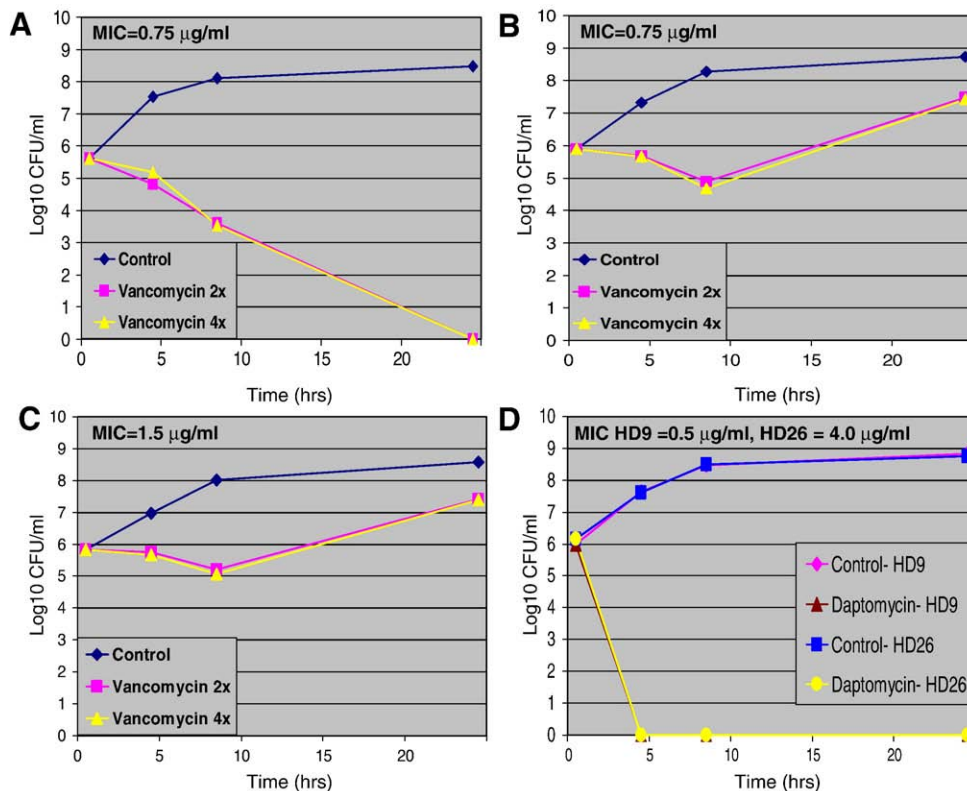 A
MIC=0.75 µg/ml
Log10 CFU/ml
10
9
8
7
6
5
4
3
2
1
0
Control
Vancomycin 2x
Vancomycin 4x
0 5 10 15 20
Time (hrs)
B
MIC=0.75 µg/ml
Log10 CFU/ml
10
9
8
7
6
5
4
3
2
1
0
Control
Vancomycin 2x
Vancomycin 4x
0 5 10 15 20
Time (hrs)
C
MIC=1.5 µg/ml
Log10 CFU/ml
10
9
8
7
6
5
4
3
2
1
0
Control
Vancomycin 2x
Vancomycin 4x
0 5 10 15 20
Time (hrs)
D
MIC HD9 =0.5 µg/ml, HD26 = 4.0 µg/ml
Log10 CFU/ml
10
9
8
7
6
5
4
3
2
1
0
Control- HD9
Daptomycin- HD9
Control- HD26
Daptomycin- HD26
0 5 10 15 20
Time (hrs)